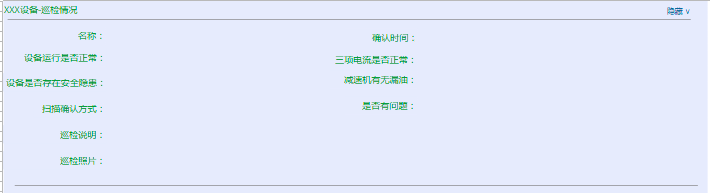 XXX设备-巡检情况 隐藏 ∨
名称： 确认时间：
设备运行是否正常： 三项电流是否正常：
设备是否存在安全隐患： 减速机有无漏油：
扫描确认方式： 是否有问题：
巡检说明：
巡检照片：